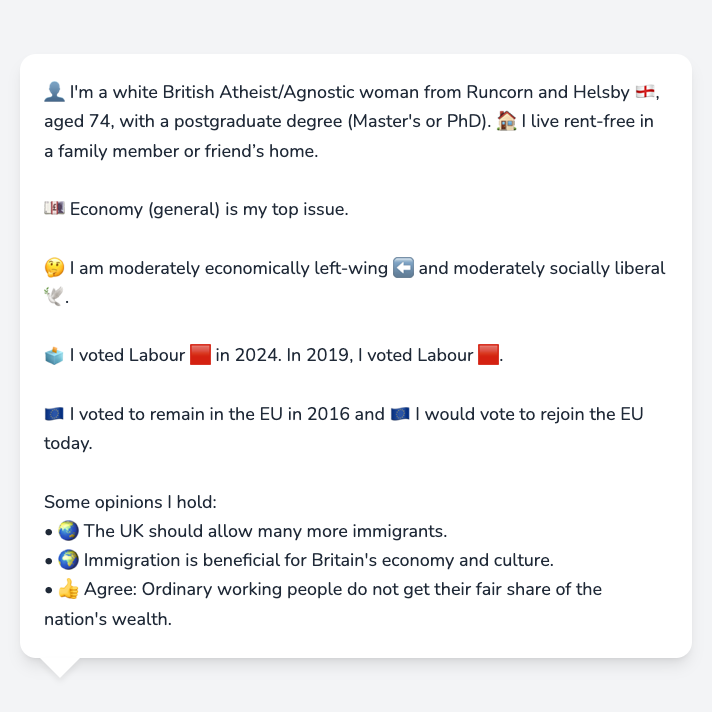 👤 I'm a white British Atheist/Agnostic woman from Runcorn and Helsby 🏴󠁧󠁢󠁥󠁮󠁧󠁿,
aged 74, with a postgraduate degree (Master's or PhD). 🏠 I live rent-free in
a family member or friend’s home.
💷 Economy (general) is my top issue.
🤔 I am moderately economically left-wing ⬅️ and moderately socially liberal
🕊️.
🗳️ I voted Labour 🟥 in 2024. In 2019, I voted Labour 🟥.
🇪🇺 I voted to remain in the EU in 2016 and 🇪🇺 I would vote to rejoin the EU
today.
Some opinions I hold:
• 🌏 The UK should allow many more immigrants.
• 🌍 Immigration is beneficial for Britain's economy and culture.
• 👍 Agree: Ordinary working people do not get their fair share of the
nation's wealth.